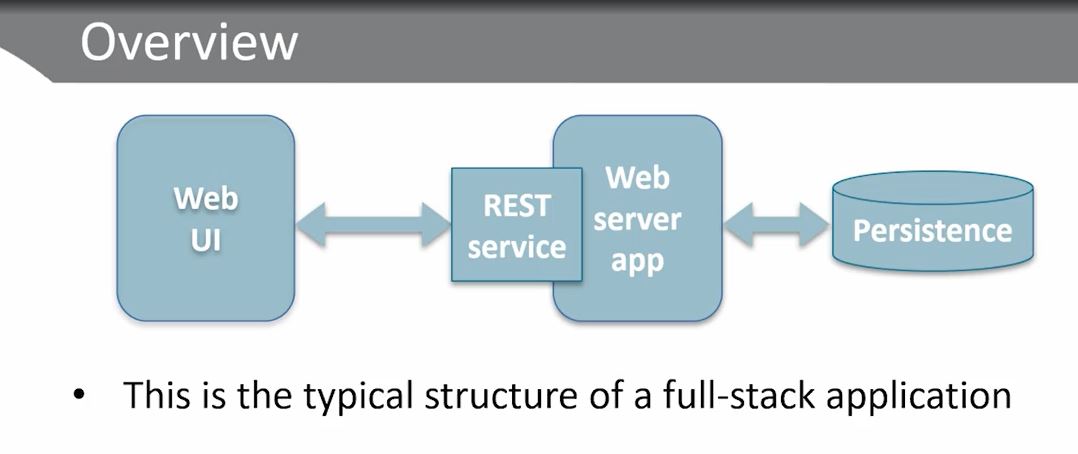 Overview
Web
UI
REST
service
Web
server
app
Persistence
• This is the typical structure of a full-stack application